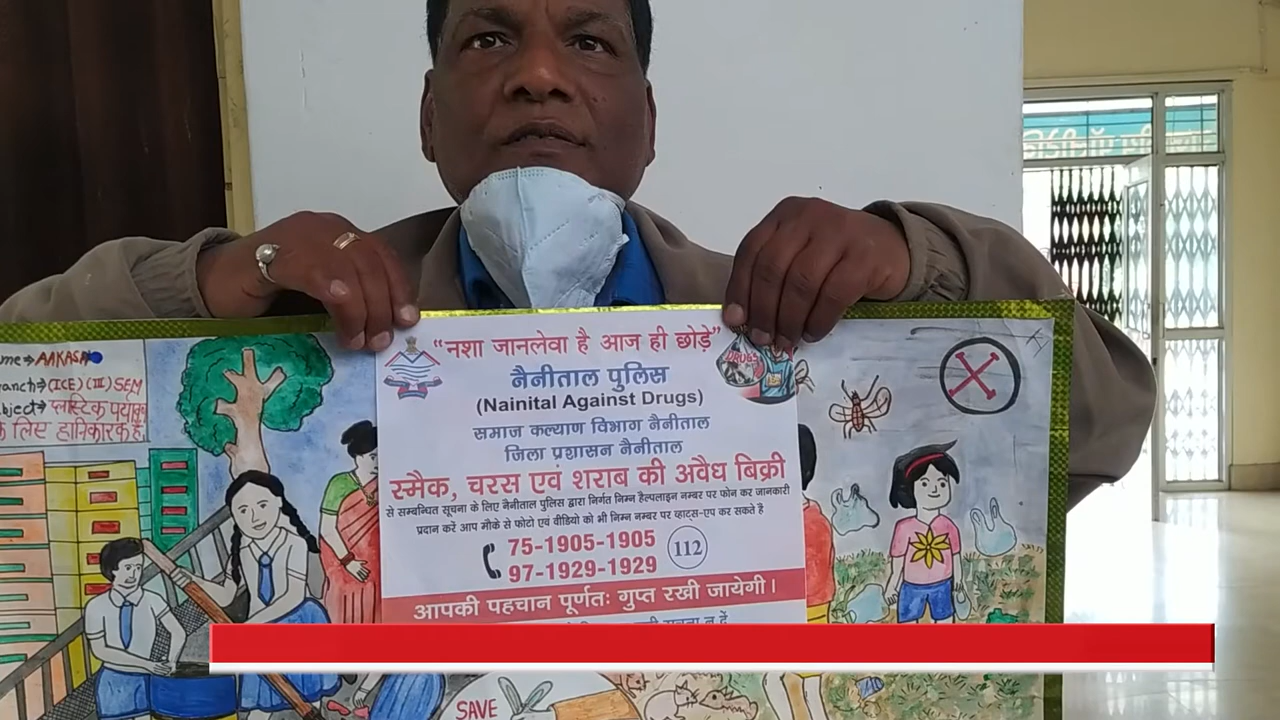 me→ AAKASA
anch→(ICE)(III) SEM
bject→ प्लास्टिक
के लिए हानिकारक है
"नशा जानलेवा है आज ही छोड़े"
DRUGS
नैनीताल पुलिस
(Nainital Against Drugs)
समाज कल्याण विभाग नैनीताल
जिला प्रशासन नैनीताल
स्मैक, चरस एवं शराब की अवैध बिक्री
से सम्बन्धित सूचना के लिए नैनीताल पुलिस द्वारा निर्गत निम्न हैल्पलाइन नम्बर पर फोन कर जानकारी
प्रदान करें आप मौके से फोटो एवं वीडियो को भी निम्न नम्बर पर व्हाट्स-एप कर सकते है
75-1905-1905
97-1929-1929
112
आपकी पहचान पूर्णतः गुप्त रखी जायेगी।
SAVE